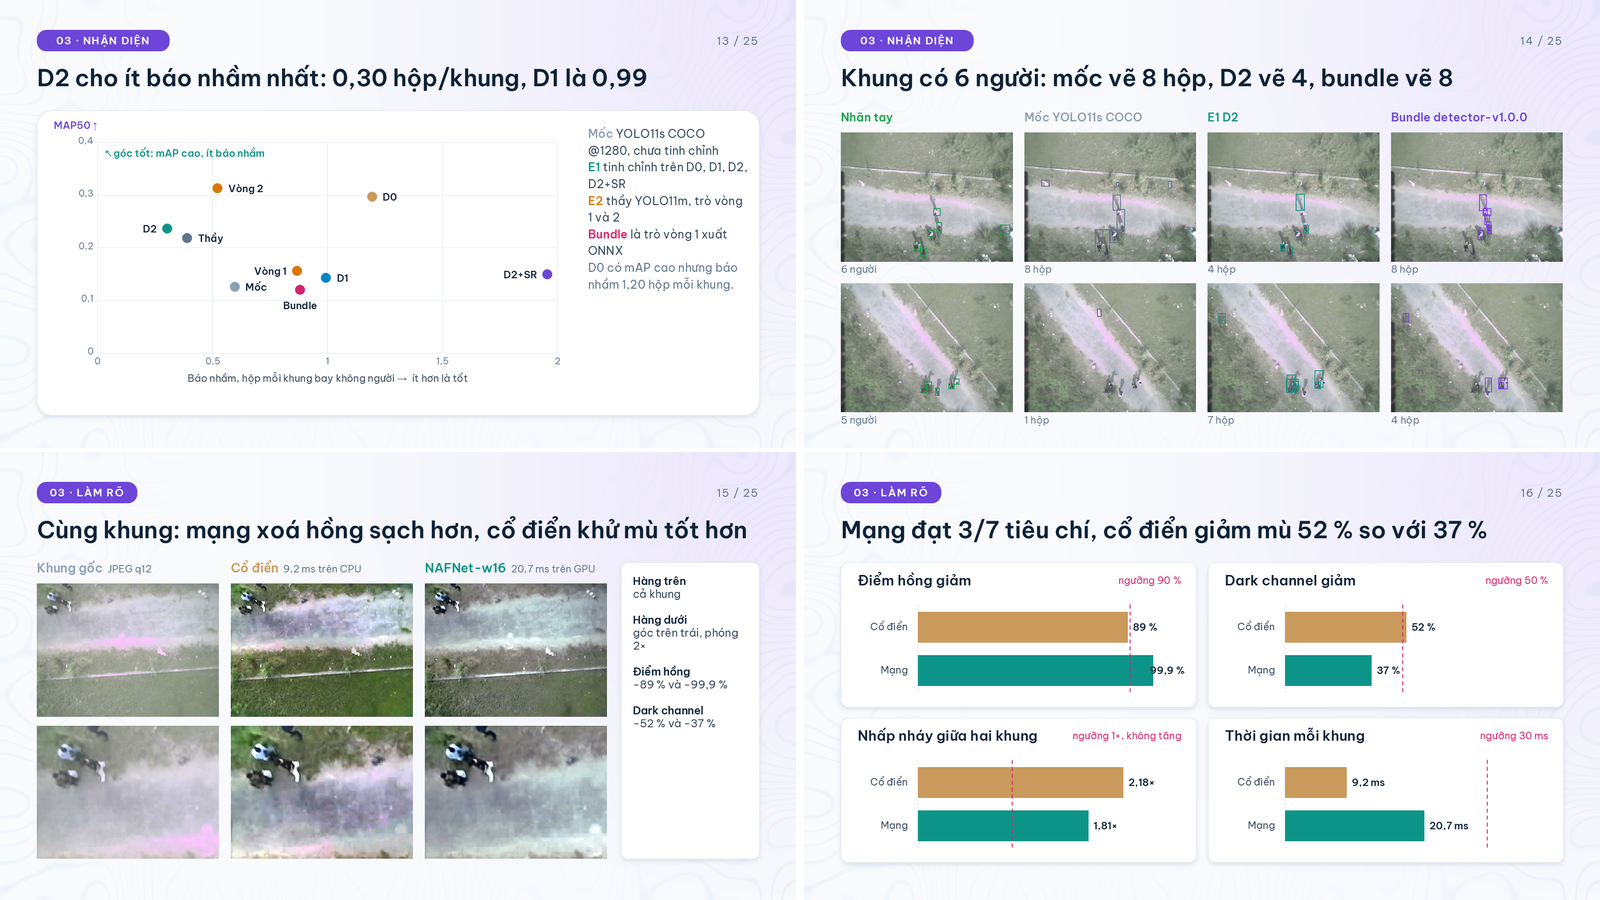 03 · NHẬN DIỆN
13 / 25
D2 cho ít báo nhầm nhất: 0,30 hộp/khung, D1 là 0,99
MAP50 ↑
0,4
0,3
0,2
0,1
0
↖ góc tốt: mAP cao, ít báo nhầm
Vòng 2
D0
D2
Thầy
Vòng 1
D1
D2+SR
Mốc
Bundle
0
0,5
1
1,5
2
Báo nhầm, hộp mỗi khung bay không người → ít hơn là tốt
Mốc YOLO11s COCO
@1280, chưa tinh chỉnh
E1 tinh chỉnh trên D0, D1, D2,
D2+SR
E2 thầy YOLO11m, trò vòng
1 và 2
Bundle là trò vòng 1 xuất
ONNX
D0 có mAP cao nhưng báo
nhầm 1,20 hộp mỗi khung.
03 · NHẬN DIỆN
14 / 25
Khung có 6 người: mốc vẽ 8 hộp, D2 vẽ 4, bundle vẽ 8
Nhãn tay
Mốc YOLO11s COCO
E1 D2
Bundle detector-v1.0.0
6 người
8 hộp
4 hộp
8 hộp
5 người
1 hộp
7 hộp
4 hộp
03 · LÀM RÕ
15 / 25
Cùng khung: mạng xoá hồng sạch hơn, cổ điển khử mù tốt hơn
Khung gốc JPEG q12
Cổ điển 9,2 ms trên CPU
NAFNet-w16 20,7 ms trên GPU
Hàng trên
cả khung
Hàng dưới
góc trên trái, phóng
2×
Điểm hồng
−89 % và −99,9 %
Dark channel
−52 % và −37 %
03 · LÀM RÕ
16 / 25
Mạng đạt 3/7 tiêu chí, cổ điển giảm mù 52 % so với 37 %
Điểm hồng giảm
ngưỡng 90 %
Cổ điển
89 %
Mạng
99,9 %
Dark channel giảm
ngưỡng 50 %
Cổ điển
52 %
Mạng
37 %
Nhấp nháy giữa hai khung
ngưỡng 1×, không tăng
Cổ điển
2,18×
Mạng
1,81×
Thời gian mỗi khung
ngưỡng 30 ms
Cổ điển
9,2 ms
Mạng
20,7 ms